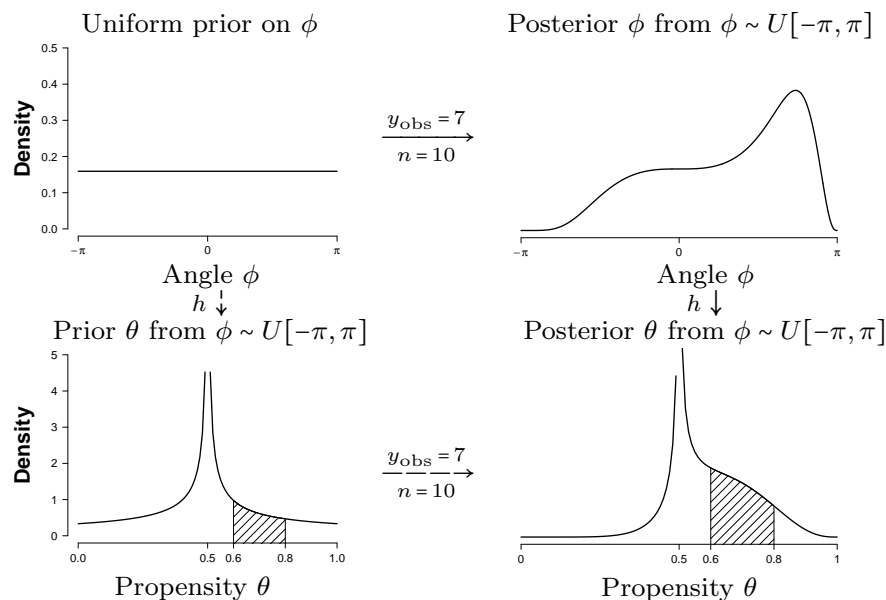 Uniform prior on ϕ
Posterior ϕ from ϕ ~ U[−π, π]
Density
0.5
0.4
0.3
0.2
0.1
0.0
−π
0
π
Angle ϕ
y_obs = 7
n = 10
−π
0
π
Angle ϕ
h
h
Prior θ from ϕ ~ U[−π, π]
Posterior θ from ϕ ~ U[−π, π]
Density
5
4
3
2
1
0
0.0
0.5
0.6
0.8
1.0
Propensity θ
y_obs = 7
n = 10
0
0.5
0.6
0.8
1
Propensity θ